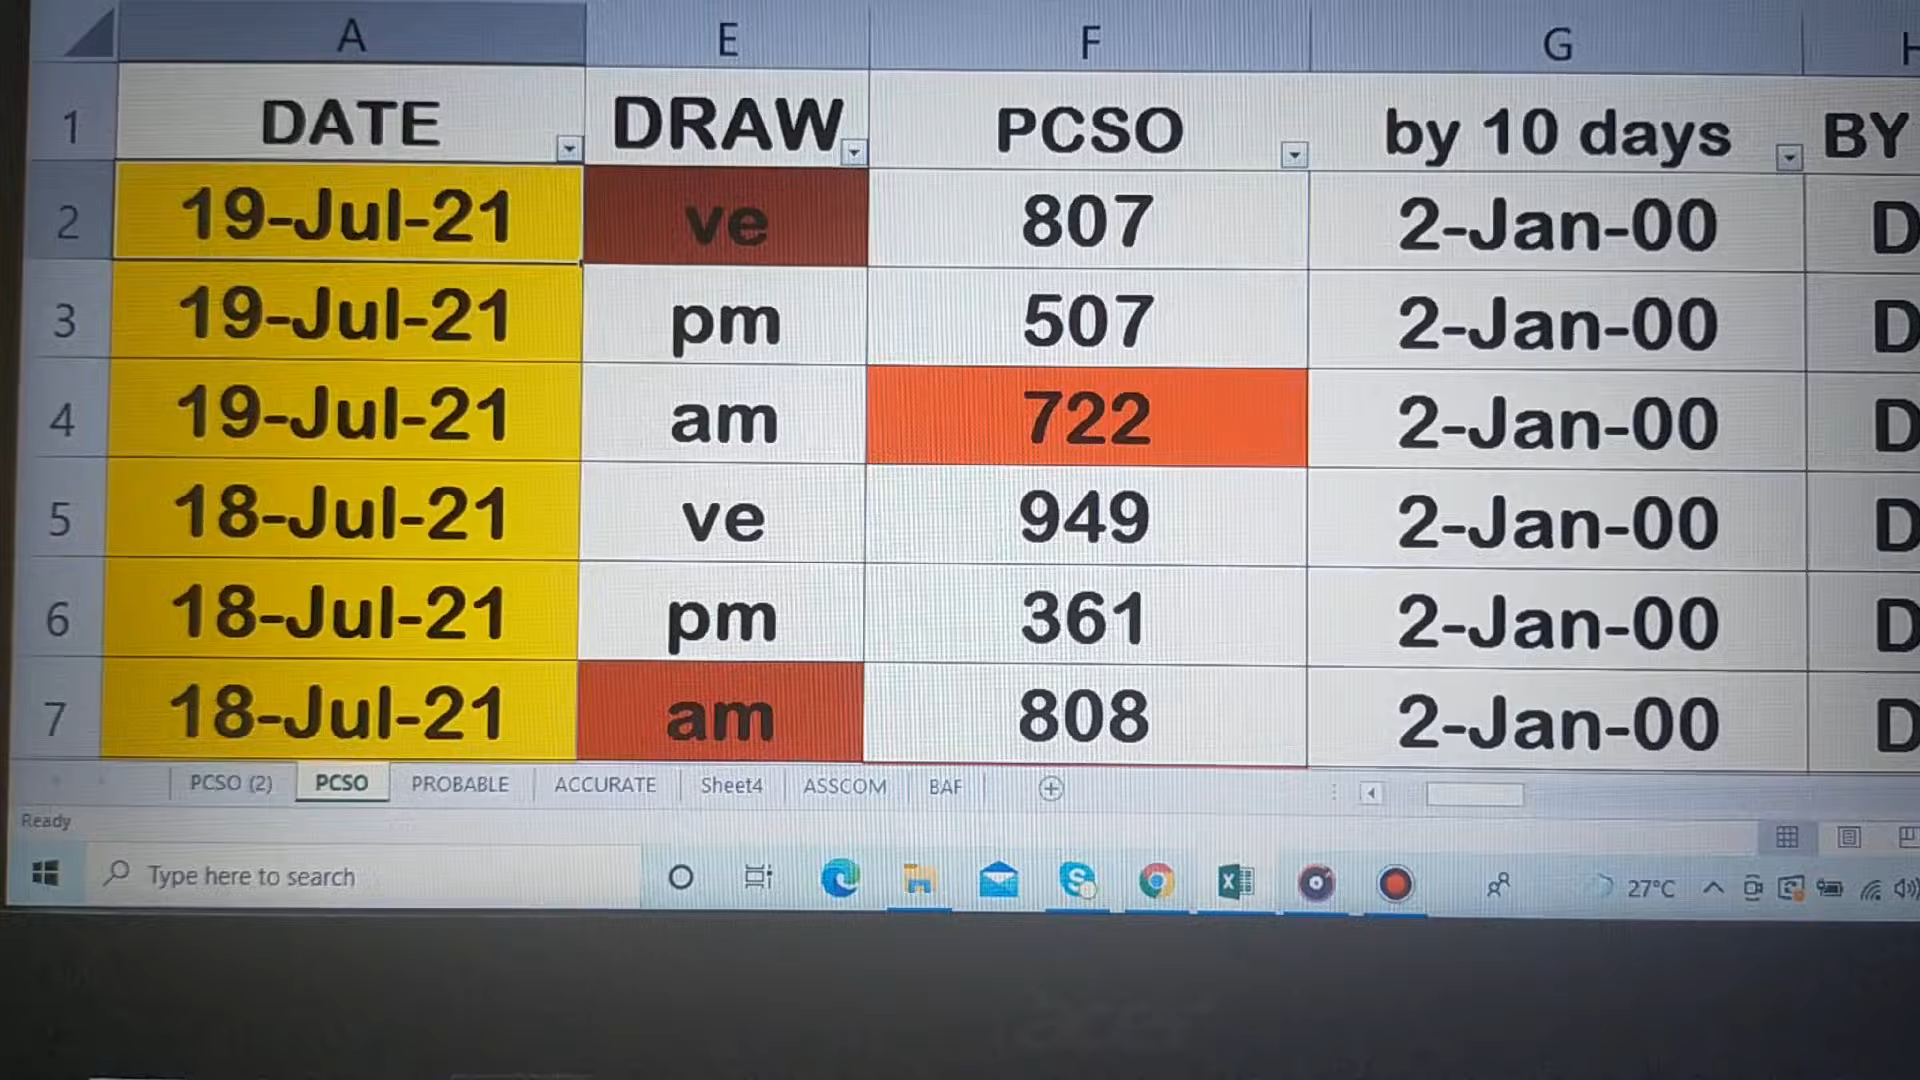 A E F G H
1 DATE DRAW PCSO by 10 days BY
2 19-Jul-21 ve 807 2-Jan-00 D
3 19-Jul-21 pm 507 2-Jan-00 D
4 19-Jul-21 am 722 2-Jan-00 D
5 18-Jul-21 ve 949 2-Jan-00 D
6 18-Jul-21 pm 361 2-Jan-00 D
7 18-Jul-21 am 808 2-Jan-00 D
PCSO (2) PCSO PROBABLE ACCURATE Sheet4 ASSCOM BAF
Ready
Type here to search 27°C
acer